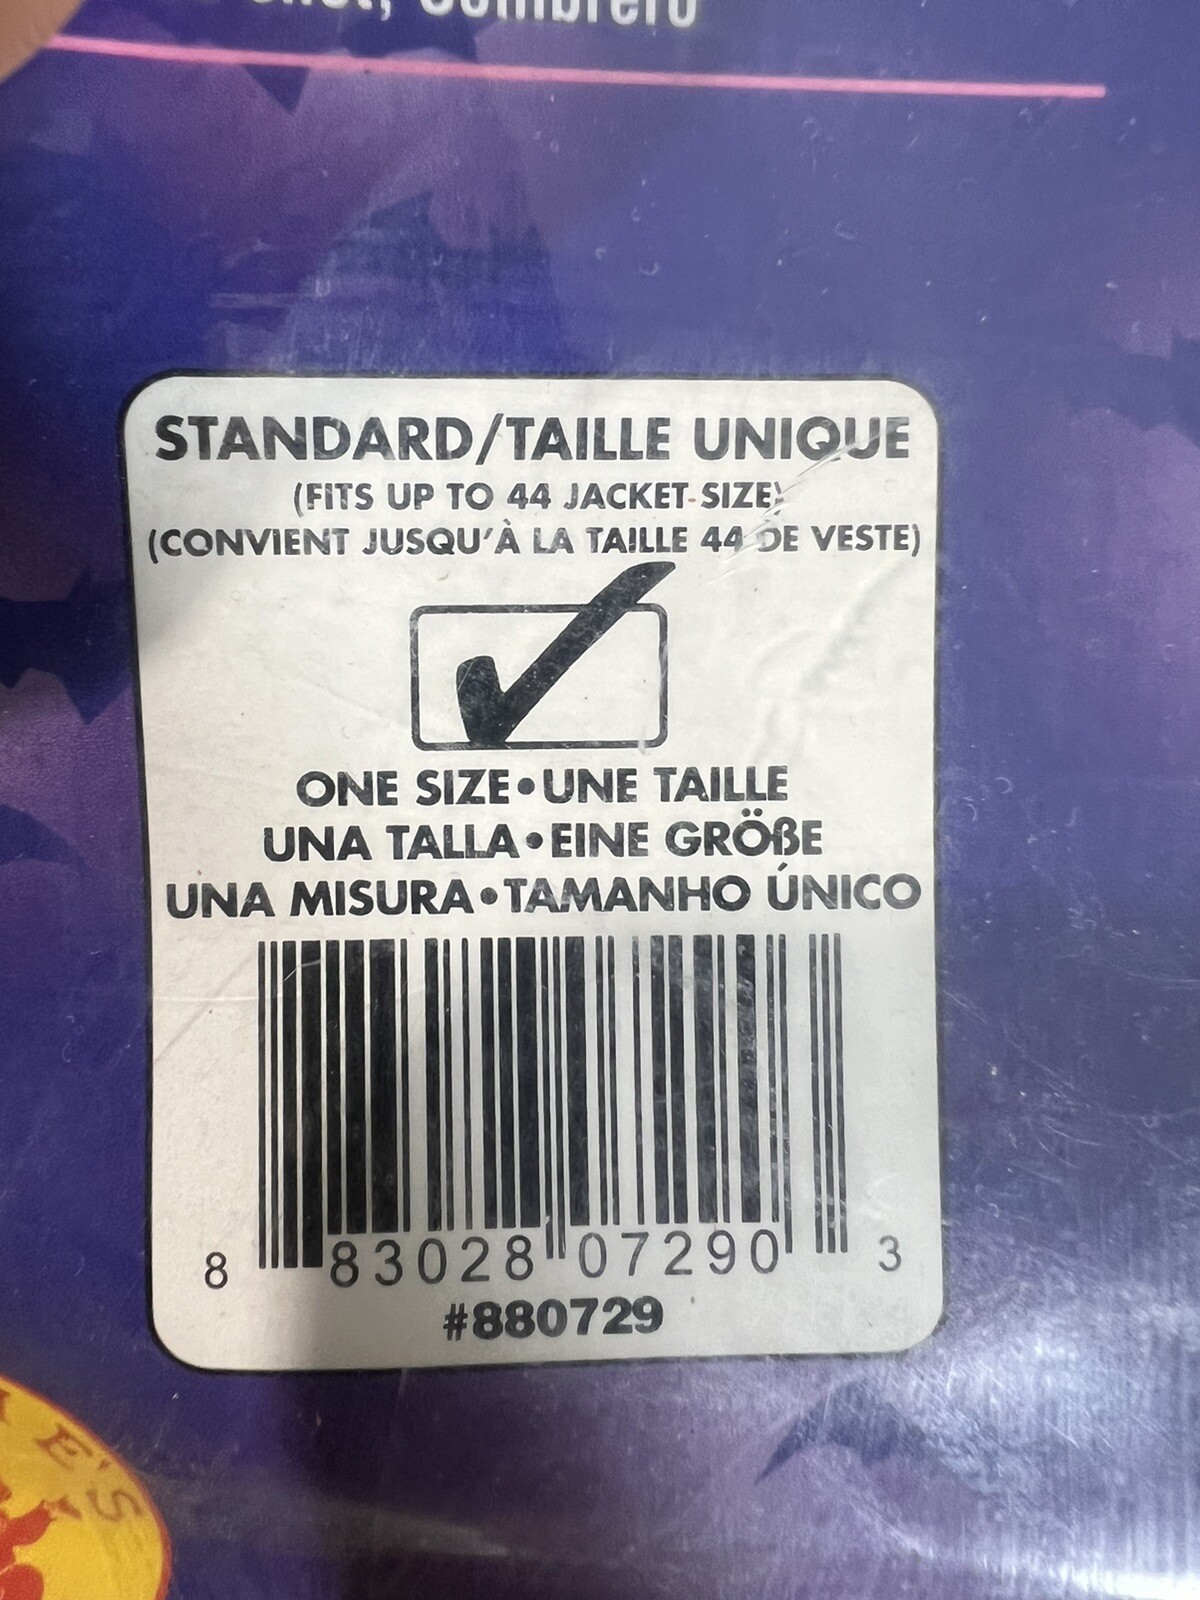 Sombrero
STANDARD/TAILLE UNIQUE
(FITS UP TO 44 JACKET SIZE)
(CONVIENT JUSQU'À LA TAILLE 44 DE VESTE)
ONE SIZE•UNE TAILLE
UNA TALLA•EINE GRÖßE
UNA MISURA•TAMANHO ÚNICO
8 83028 07290 3
#880729
E'S